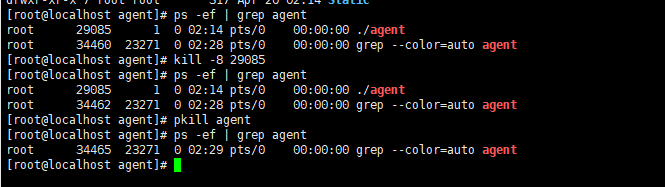 drwxr-xr-x 7 root root 317 Apr 20 02:14 Static
[root@localhost agent]# ps -ef | grep agent
root 29085 1 0 02:14 pts/0 00:00:00 ./agent
root 34460 23271 0 02:28 pts/0 00:00:00 grep --color=auto agent
[root@localhost agent]# kill -8 29085
[root@localhost agent]# ps -ef | grep agent
root 29085 1 0 02:14 pts/0 00:00:00 ./agent
root 34462 23271 0 02:28 pts/0 00:00:00 grep --color=auto agent
[root@localhost agent]# pkill agent
[root@localhost agent]# ps -ef | grep agent
root 34465 23271 0 02:29 pts/0 00:00:00 grep --color=auto agent
[root@localhost agent]#